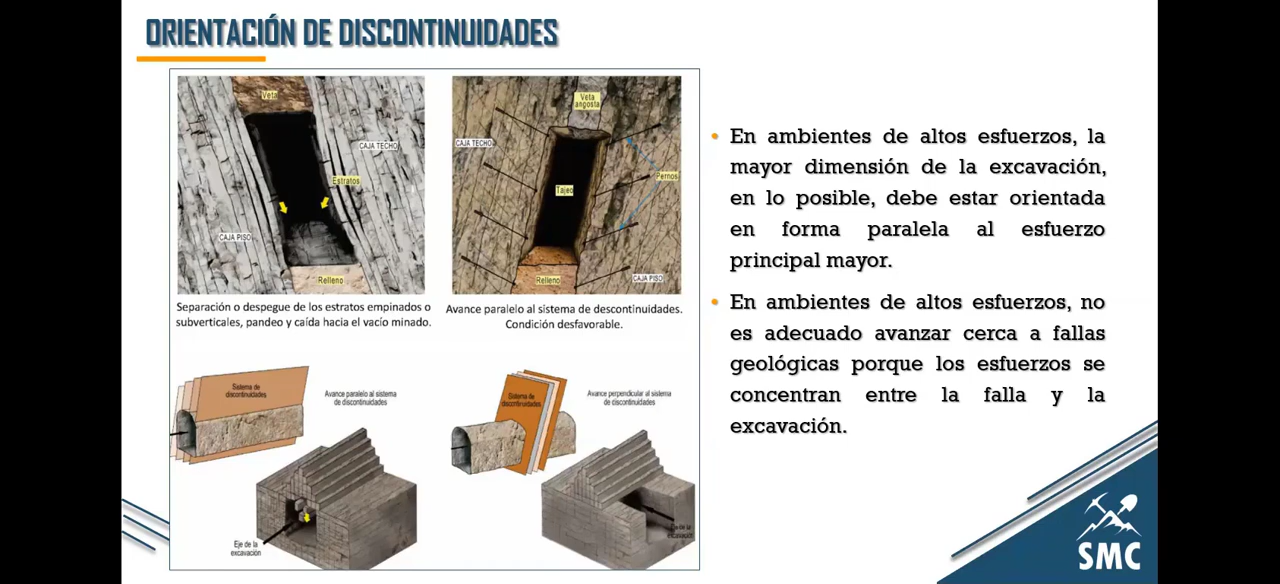 ORIENTACIÓN DE DISCONTINUIDADES
Veta
CAJA TECHO
Estratos
CAJA PISO
Relleno
Separación o despegue de los estratos empinados o
subverticales, pandeo y caída hacia el vacío minado.
Veta
angosta
CAJA TECHO
Pernos
Tajeo
Relleno
CAJA PISO
Avance paralelo al sistema de descontinuidades.
Condición desfavorable.
Sistema de
discontinuidades
Avance paralelo al sistema
de discontinuidades
Eje de la
excavación
Sistema de
discontinuidades
Avance perpendicular al sistema
de discontinuidades
Eje de la
excavación
• En ambientes de altos esfuerzos, la
mayor dimensión de la excavación,
en lo posible, debe estar orientada
en forma paralela al esfuerzo
principal mayor.
• En ambientes de altos esfuerzos, no
es adecuado avanzar cerca a fallas
geológicas porque los esfuerzos se
concentran entre la falla y la
excavación.
SMC